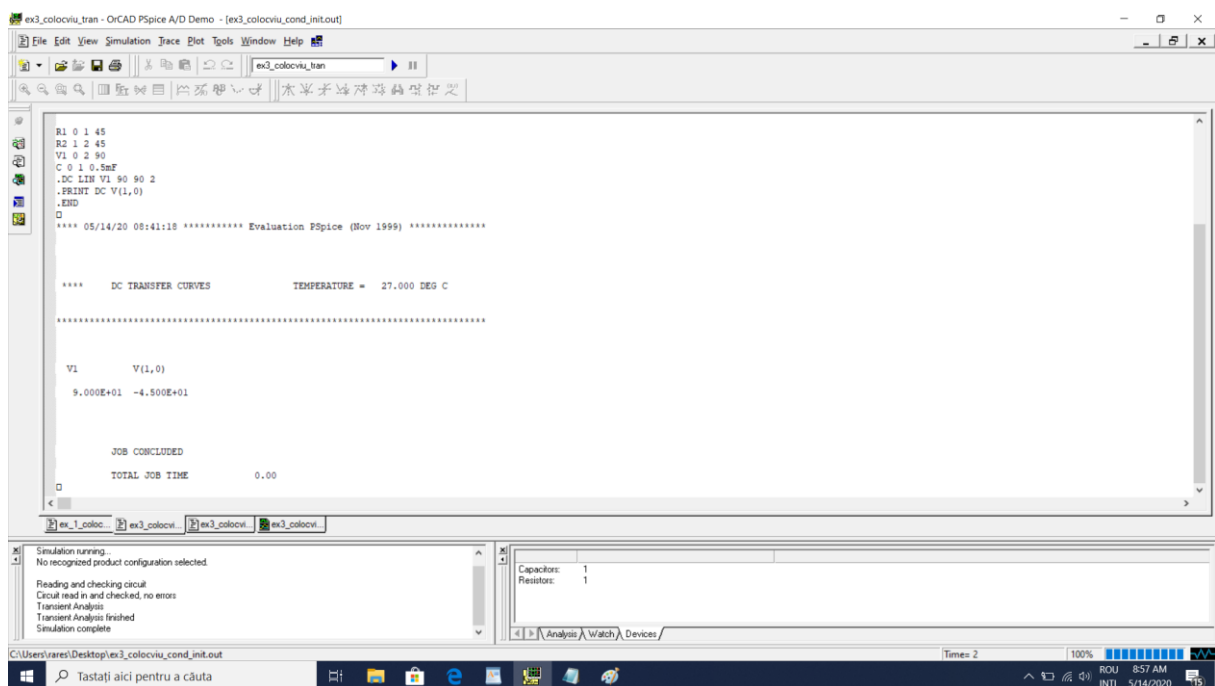 ex3_colocviu_tran - OrCAD PSpice A/D Demo - [ex3_colocviu_cond_init.out]
File Edit View Simulation Trace Plot Tools Window Help
ex3_colocviu_tran
R1 0 1 45
R2 1 2 45
V1 0 2 90
C 0 1 0.5mF
.DC LIN V1 90 90 2
.PRINT DC V(1,0)
.END
**** 05/14/20 08:41:18 *********** Evaluation PSpice (Nov 1999) **************
**** DC TRANSFER CURVES TEMPERATURE = 27.000 DEG C
******************************************************************************
V1 V(1,0)
9.000E+01 -4.500E+01
JOB CONCLUDED
TOTAL JOB TIME 0.00
ex_1_coloc... ex3_colocvi... ex3_colocvi... ex3_colocvi...
Simulation running...
No recognized product configuration selected.
Reading and checking circuit
Circuit read in and checked, no errors
Transient Analysis
Transient Analysis finished
Simulation complete
Capacitors: 1
Resistors: 1
Analysis Watch Devices
C:\Users\rares\Desktop\ex3_colocviu_cond_init.out Time= 2 100%
Tastați aici pentru a căuta
ROU 8:57 AM
INTL 5/14/2020
15